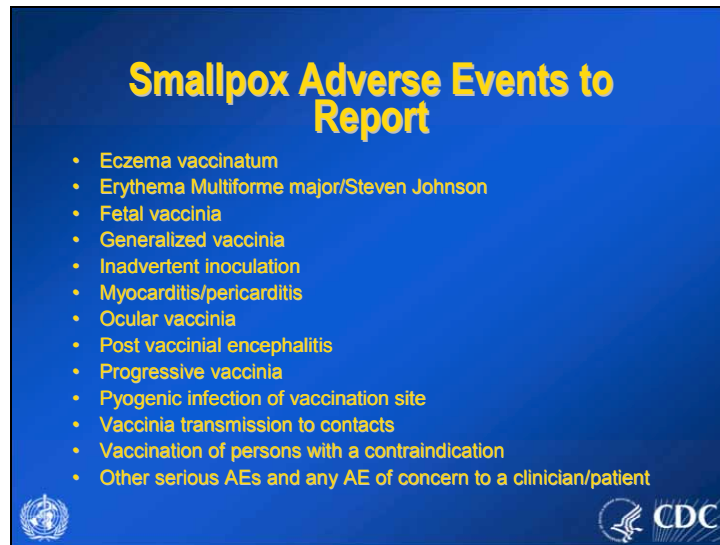 Smallpox Adverse Events to
Report
• Eczema vaccinatum
• Erythema Multiforme major/Steven Johnson
• Fetal vaccinia
• Generalized vaccinia
• Inadvertent inoculation
• Myocarditis/pericarditis
• Ocular vaccinia
• Post vaccinial encephalitis
• Progressive vaccinia
• Pyogenic infection of vaccination site
• Vaccinia transmission to contacts
• Vaccination of persons with a contraindication
• Other serious AEs and any AE of concern to a clinician/patient
CDC